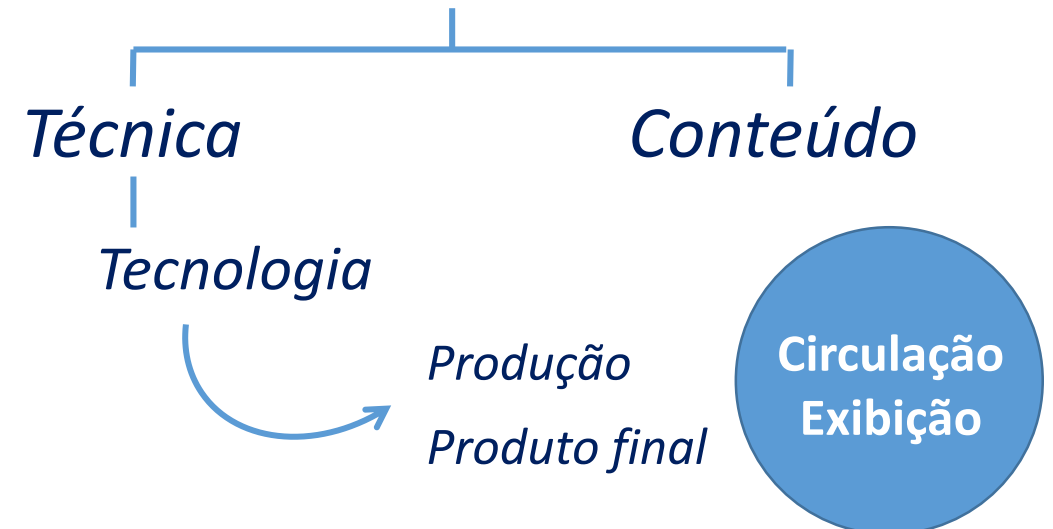 Técnica
Conteúdo
Tecnologia
Produção
Produto final
Circulação
Exibição